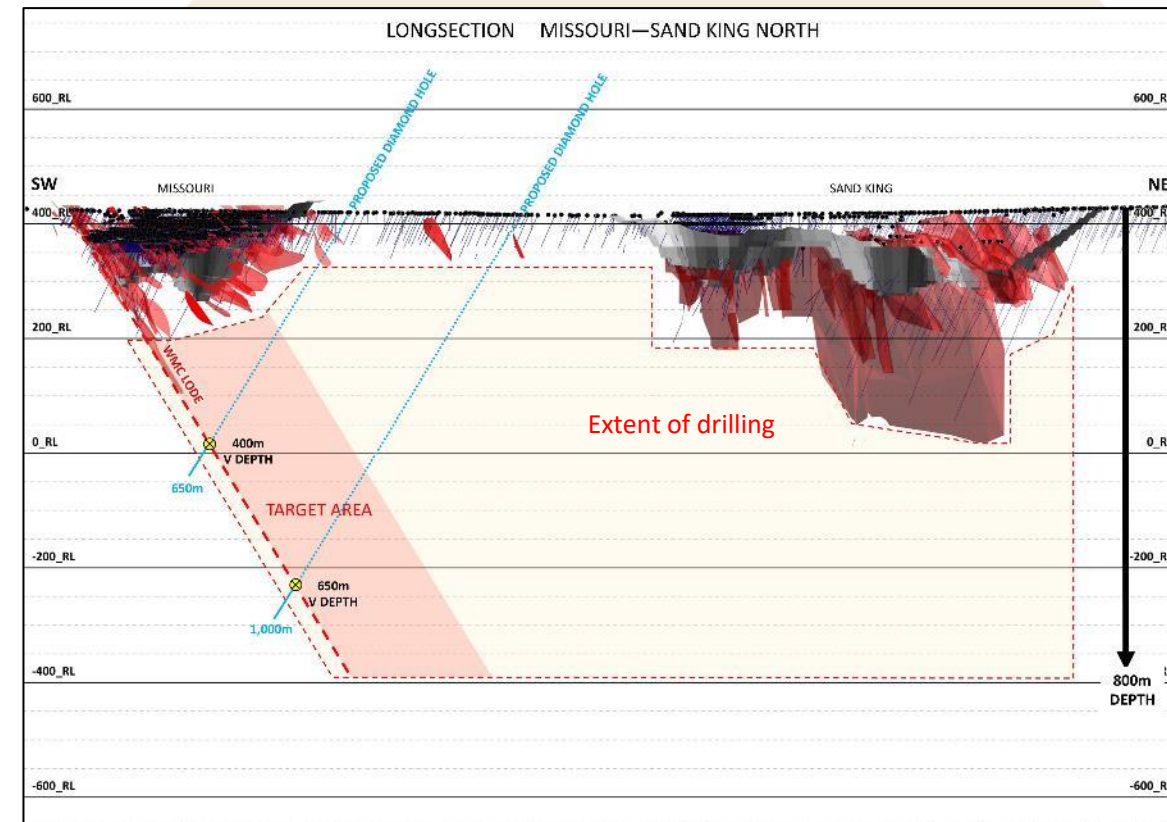 LONGSECTION MISSOURI—SAND KING NORTH
PROPOSED DIAMOND HOLE
PROPOSED DIAMOND HOLE
600_RL
600_R
SW
MISSOURI
SAND KING
NE
400_RL
400_R
200_RL
200_R
WMC LODE
Extent of drilling
0_RL
400m
V DEPTH
0_R
650m
TARGET AREA
-200_RL
-200_R
650m
V DEPTH
1,000m
-400_RL
800m
DEPTH
-600_RL
-600_R